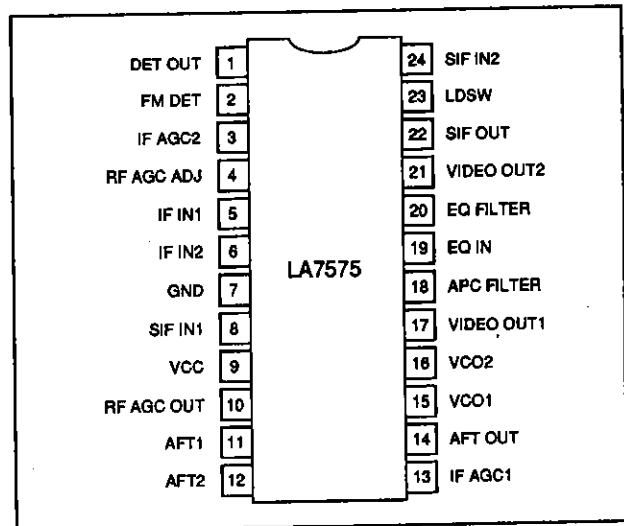 DET OUT 1
FM DET 2
IF AGC2 3
RF AGC ADJ 4
IF IN1 5
IF IN2 6
GND 7
SIF IN1 8
VCC 9
RF AGC OUT 10
AFT1 11
AFT2 12
LA7575
24 SIF IN2
23 LDSW
22 SIF OUT
21 VIDEO OUT2
20 EQ FILTER
19 EQ IN
18 APC FILTER
17 VIDEO OUT1
16 VCO2
15 VCO1
14 AFT OUT
13 IF AGC1